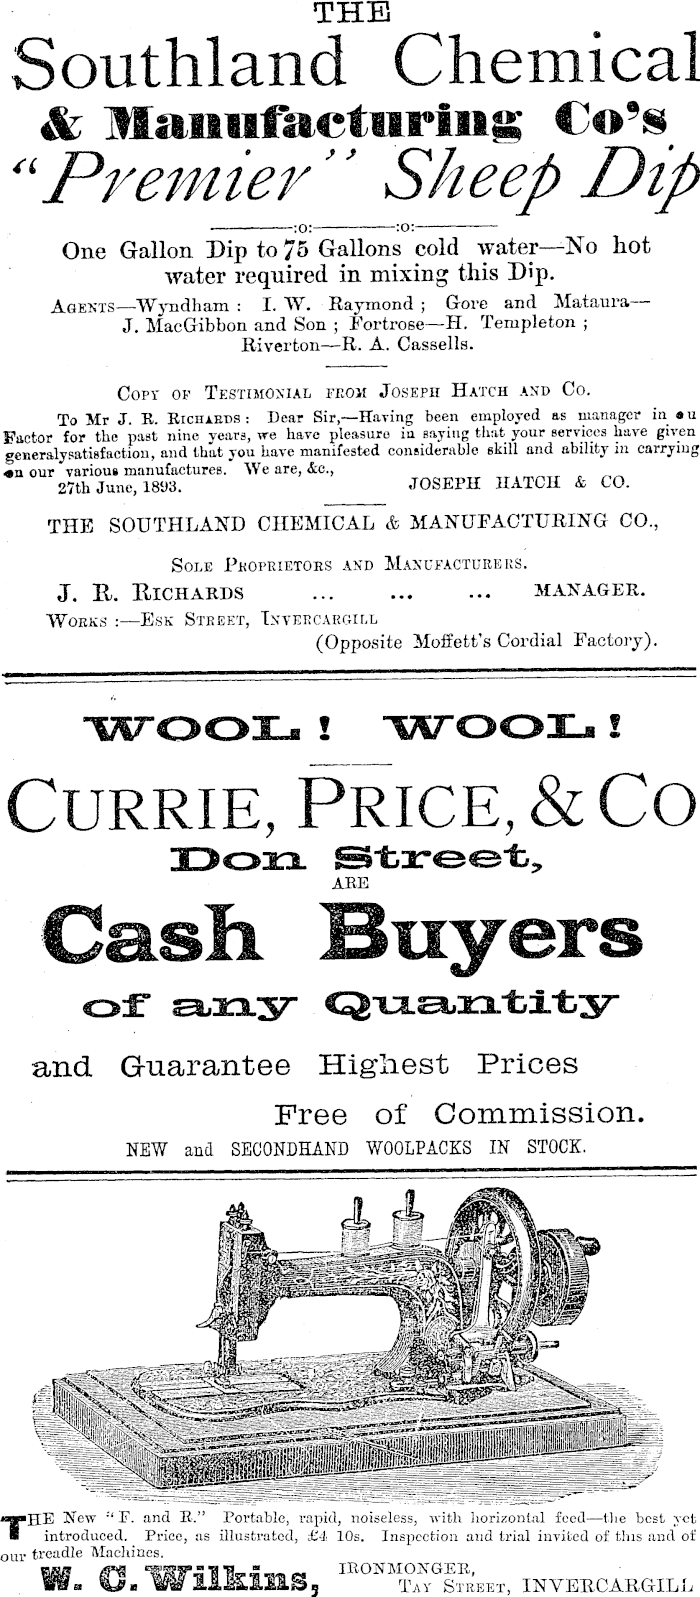 THE
Southland Chemical
& Manufacturing Co's
"Premier" Sheep Dip
:o: :o:
One Gallon Dip to 75 Gallons cold water—No hot
water required in mixing this Dip.
AGENTS—Wyndham : I. W. Raymond ; Gore and Mataura—
J. MacGibbon and Son ; Fortrose—H. Templeton ;
Riverton—R. A. Cassells.
COPY OF TESTIMONIAL FROM JOSEPH HATCH AND CO.
To Mr J. R. RICHARDS : Dear Sir,—Having been employed as manager in ou
Factor for the past nine years, we have pleasure in saying that your services have given
generalysatisfaction, and that you have manifested considerable skill and ability in carrying
on our various manufactures. We are, &c.,
27th June, 1893. JOSEPH HATCH & CO.
THE SOUTHLAND CHEMICAL & MANUFACTURING CO.,
SOLE PROPRIETORS AND MANUFACTURERS.
J. R. RICHARDS ... ... ... MANAGER.
WORKS :—ESK STREET, INVERCARGILL
(Opposite Moffett's Cordial Factory).
WOOL ! WOOL !
CURRIE, PRICE, & CO
Don Street,
ARE
Cash Buyers
of any Quantity
and Guarantee Highest Prices
Free of Commission.
NEW and SECONDHAND WOOLPACKS IN STOCK.
THE New "F. and R." Portable, rapid, noiseless, with horizontal feed—the best yet
introduced. Price, as illustrated, £4 10s. Inspection and trial invited of this and of
our treadle Machines.
W. C. Wilkins, IRONMONGER,
TAY STREET, INVERCARGILL